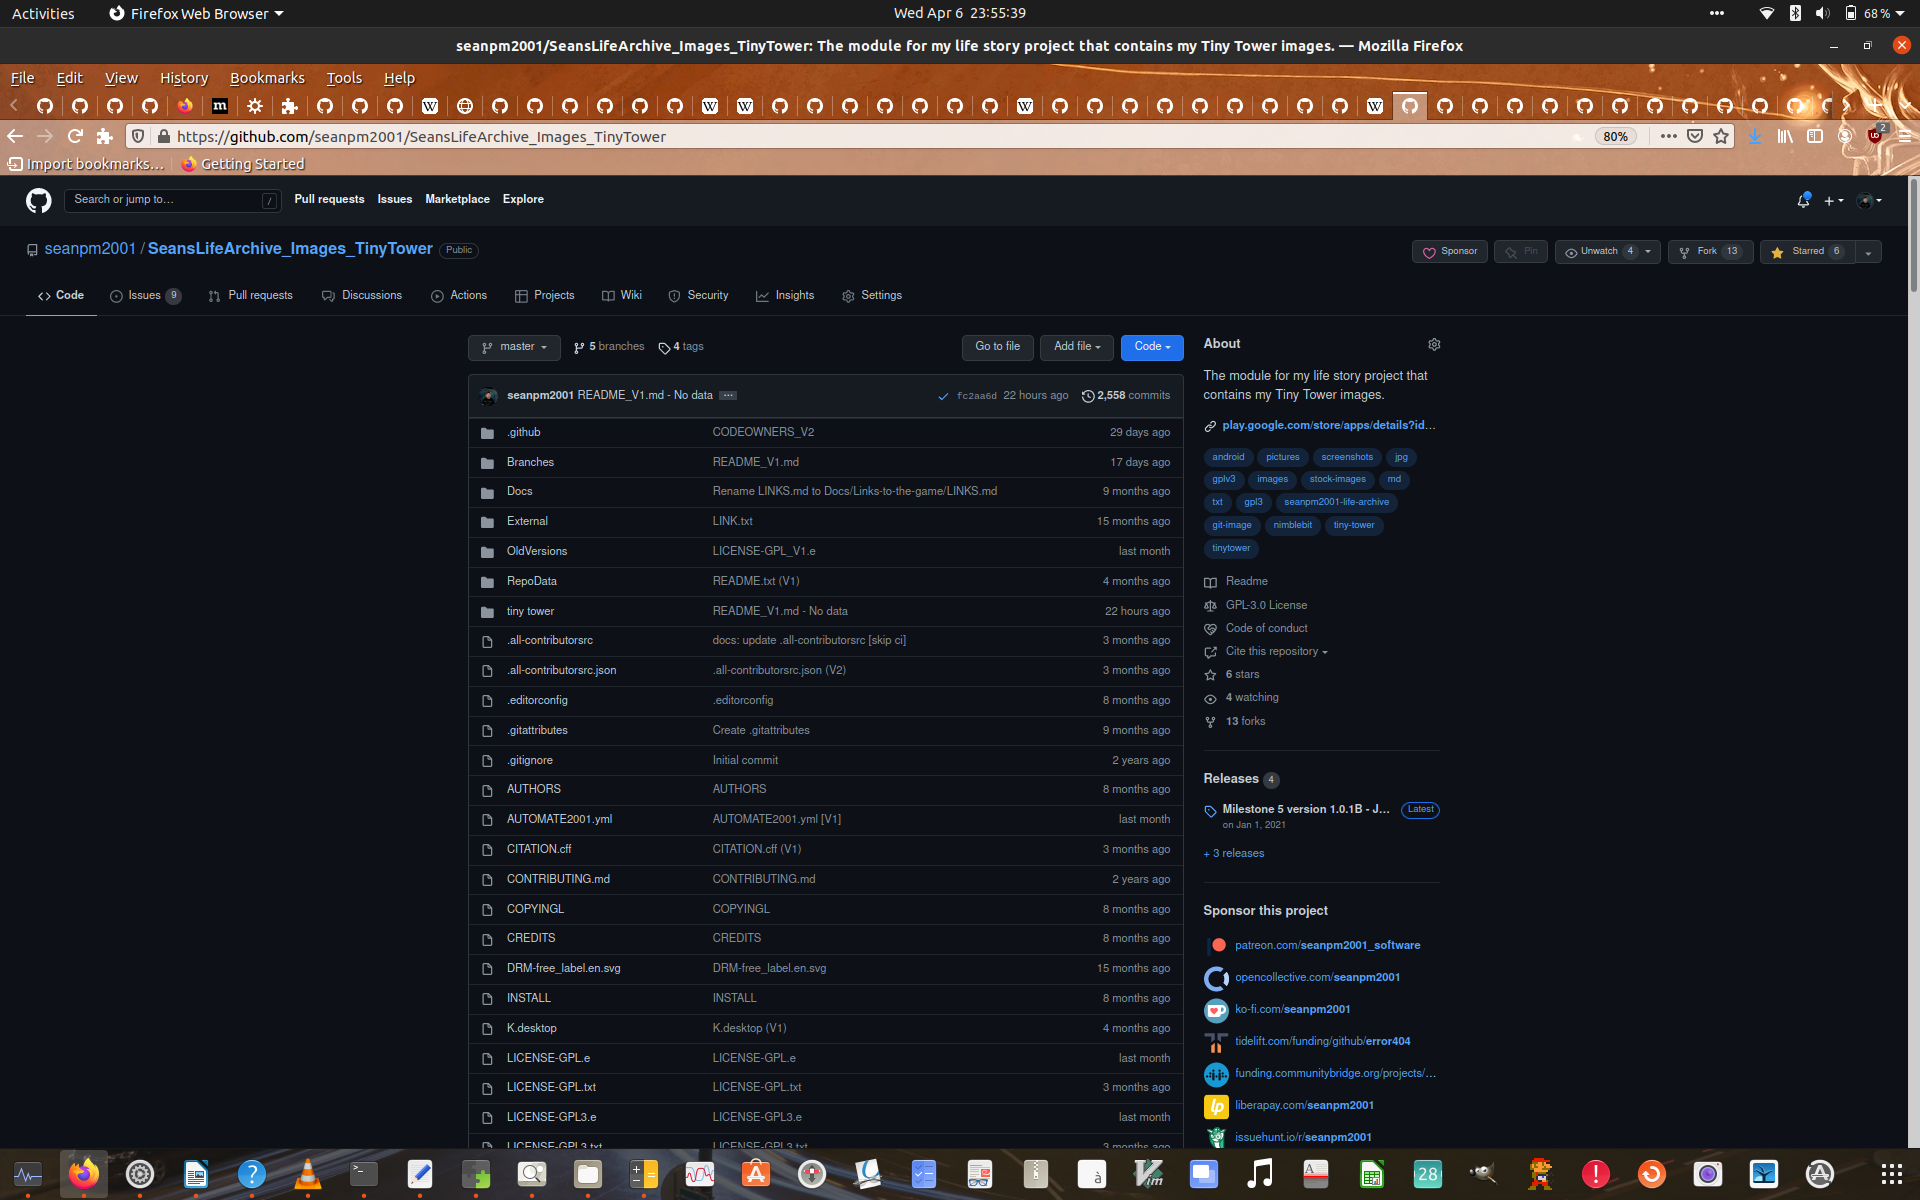 Activities
Firefox Web Browser
Wed Apr 6 23:55:39
68 %
seanpm2001/SeansLifeArchive_Images_TinyTower: The module for my life story project that contains my Tiny Tower images. — Mozilla Firefox
File Edit View History Bookmarks Tools Help
https://github.com/seanpm2001/SeansLifeArchive_Images_TinyTower
80%
2
Import bookmarks...
Getting Started
Search or jump to...
/
Pull requests Issues Marketplace Explore
seanpm2001 / SeansLifeArchive_Images_TinyTower Public
Sponsor
Pin
Unwatch 4
Fork 13
Starred 6
Code
Issues 9
Pull requests
Discussions
Actions
Projects
Wiki
Security
Insights
Settings
master
5 branches
4 tags
Go to file
Add file
Code
seanpm2001 README_V1.md - No data ... fc2aa6d 22 hours ago 2,558 commits
.github CODEOWNERS_V2 29 days ago
Branches README_V1.md 17 days ago
Docs Rename LINKS.md to Docs/Links-to-the-game/LINKS.md 9 months ago
External LINK.txt 15 months ago
OldVersions LICENSE-GPL_V1.e last month
RepoData README.txt (V1) 4 months ago
tiny tower README_V1.md - No data 22 hours ago
.all-contributorsrc docs: update .all-contributorsrc [skip ci] 3 months ago
.all-contributorsrc.json .all-contributorsrc.json (V2) 3 months ago
.editorconfig .editorconfig 8 months ago
.gitattributes Create .gitattributes 9 months ago
.gitignore Initial commit 2 years ago
AUTHORS AUTHORS 8 months ago
AUTOMATE2001.yml AUTOMATE2001.yml [V1] last month
CITATION.cff CITATION.cff (V1) 3 months ago
CONTRIBUTING.md CONTRIBUTING.md 2 years ago
COPYINGL COPYINGL 8 months ago
CREDITS CREDITS 8 months ago
DRM-free_label.en.svg DRM-free_label.en.svg 15 months ago
INSTALL INSTALL 8 months ago
K.desktop K.desktop (V1) 4 months ago
LICENSE-GPL.e LICENSE-GPL.e last month
LICENSE-GPL.txt LICENSE-GPL.txt 3 months ago
LICENSE-GPL3.e LICENSE-GPL3.e last month
LICENSE-GPL3.txt LICENSE-GPL3.txt 3 months ago
About
The module for my life story project that
contains my Tiny Tower images.
play.google.com/store/apps/details?id...
android pictures screenshots jpg
gplv3 images stock-images md
txt gpl3 seanpm2001-life-archive
git-image nimblebit tiny-tower
tinytower
Readme
GPL-3.0 License
Code of conduct
Cite this repository
6 stars
4 watching
13 forks
Releases 4
Milestone 5 version 1.0.1B - J... Latest
on Jan 1, 2021
+ 3 releases
Sponsor this project
patreon.com/seanpm2001_software
opencollective.com/seanpm2001
ko-fi.com/seanpm2001
tidelift.com/funding/github/error404
funding.communitybridge.org/projects/...
liberapay.com/seanpm2001
issuehunt.io/r/seanpm2001
28